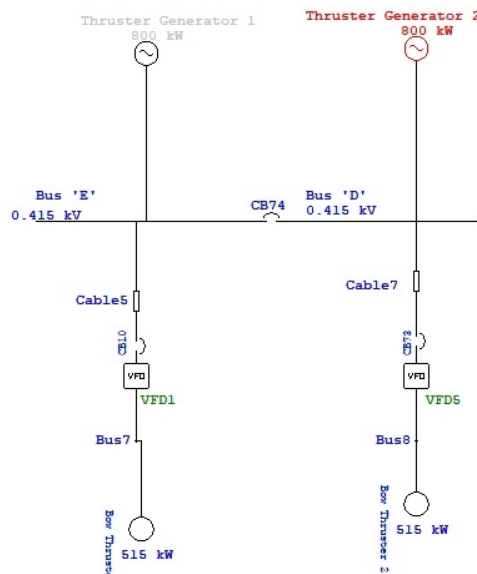 Thruster Generator 1
800 kW
Thruster Generator 2
800 kW
Bus 'E'
0.415 kV
CB74
Bus 'D'
0.415 kV
Cable5
Cable7
CB10
CB73
VFD
VFD1
VFD
VFD5
Bus7
Bus8
Bow
515 kW
Bow Thruster 2
515 kW